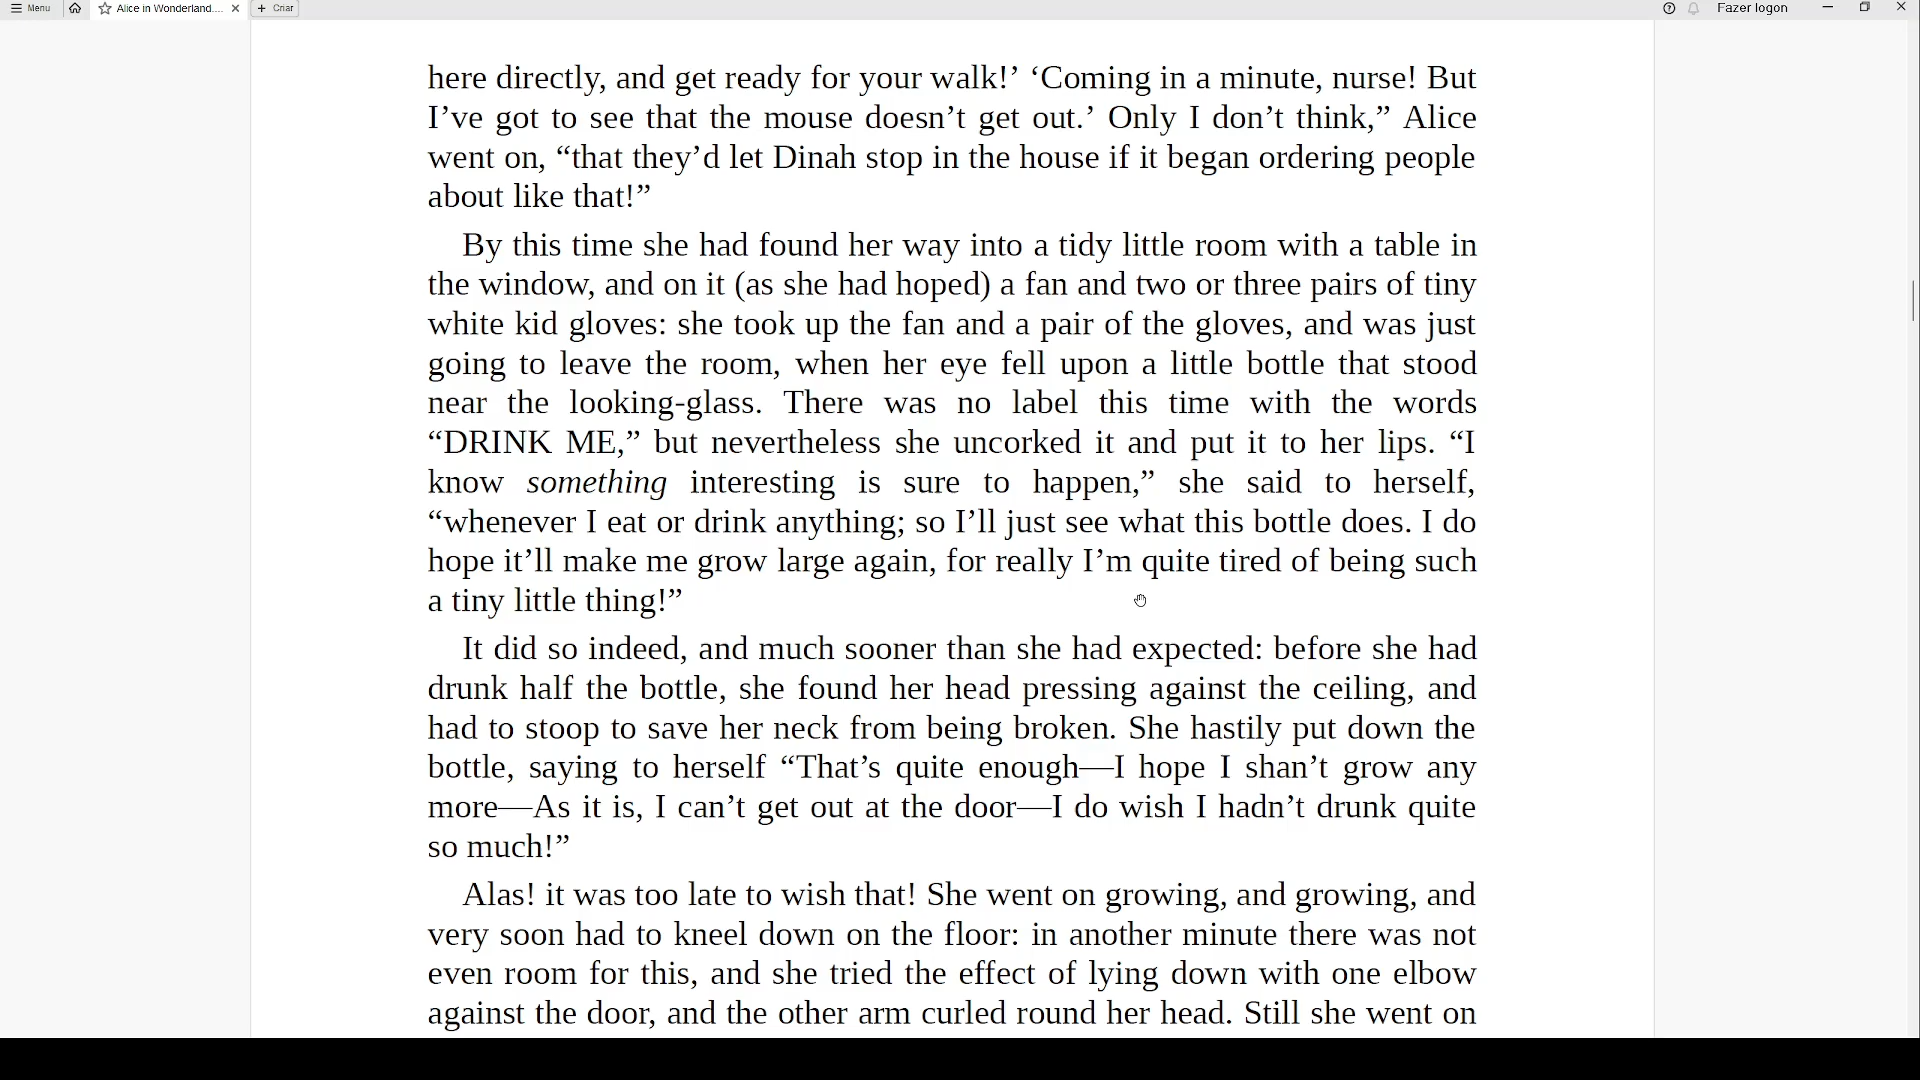 Menu
Alice in Wonderland....
Criar
Fazer logon
here directly, and get ready for your walk!’ ‘Coming in a minute, nurse! But
I’ve got to see that the mouse doesn’t get out.’ Only I don’t think,” Alice
went on, “that they’d let Dinah stop in the house if it began ordering people
about like that!”
By this time she had found her way into a tidy little room with a table in
the window, and on it (as she had hoped) a fan and two or three pairs of tiny
white kid gloves: she took up the fan and a pair of the gloves, and was just
going to leave the room, when her eye fell upon a little bottle that stood
near the looking-glass. There was no label this time with the words
“DRINK ME,” but nevertheless she uncorked it and put it to her lips. “I
know something interesting is sure to happen,” she said to herself,
“whenever I eat or drink anything; so I’ll just see what this bottle does. I do
hope it’ll make me grow large again, for really I’m quite tired of being such
a tiny little thing!”
It did so indeed, and much sooner than she had expected: before she had
drunk half the bottle, she found her head pressing against the ceiling, and
had to stoop to save her neck from being broken. She hastily put down the
bottle, saying to herself “That’s quite enough—I hope I shan’t grow any
more—As it is, I can’t get out at the door—I do wish I hadn’t drunk quite
so much!”
Alas! it was too late to wish that! She went on growing, and growing, and
very soon had to kneel down on the floor: in another minute there was not
even room for this, and she tried the effect of lying down with one elbow
against the door, and the other arm curled round her head. Still she went on